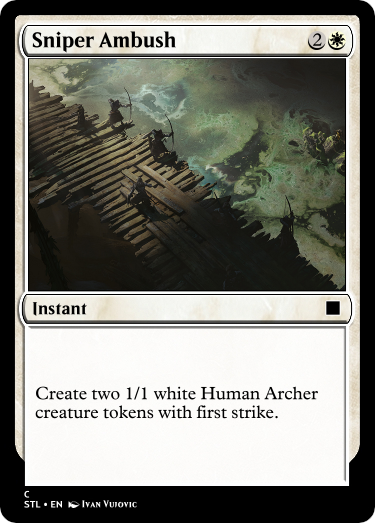 Sniper Ambush
2
Instant
Create two 1/1 white Human Archer
creature tokens with first strike.
C
STL • EN Ivan Vujovic